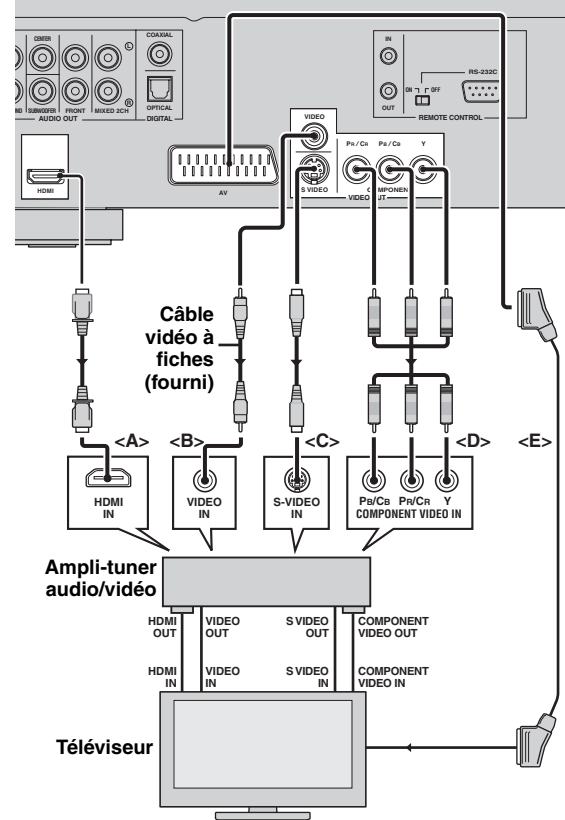 CENTER
COAXIAL
L
R
SUBWOOFER
FRONT
MIXED 2CH
OPTICAL
AUDIO OUT
DIGITAL
IN
OUT
RS-232C
ON
OFF
REMOTE CONTROL
VIDEO
S VIDEO
PR/CR
PB/CB
Y
COMPONENT
VIDEO OUT
HDMI
AV
Câble
vidéo à
fiches
(fourni)
<A>
<B>
<C>
<D>
<E>
HDMI
IN
VIDEO
IN
S-VIDEO
IN
PB/CB
PR/CR
Y
COMPONENT VIDEO IN
Ampli-tuner
audio/vidéo
HDMI
OUT
VIDEO
OUT
S VIDEO
OUT
COMPONENT
VIDEO OUT
HDMI
IN
VIDEO
IN
S VIDEO
IN
COMPONENT
VIDEO IN
Téléviseur